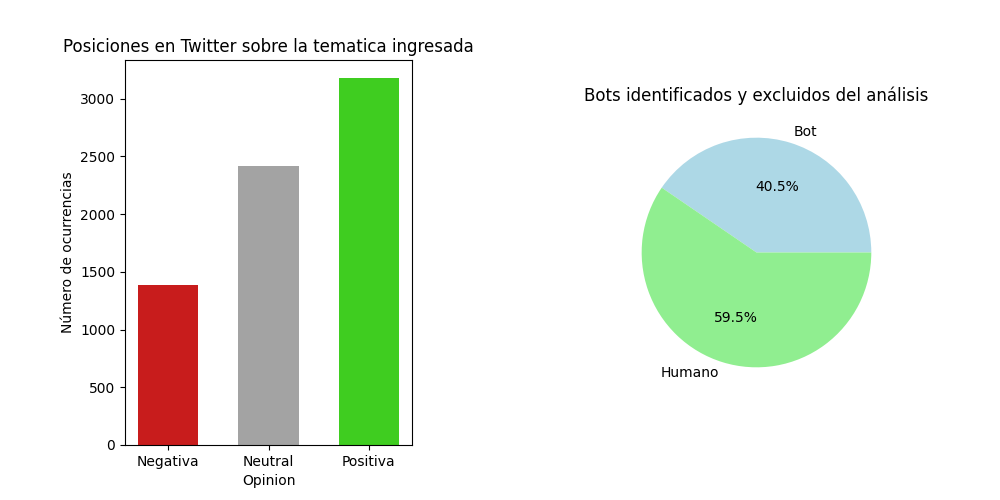 Posiciones en Twitter sobre la tematica ingresada
Número de ocurrencias
3000
2500
2000
1500
1000
500
0
Negativa
Neutral
Positiva
Opinion
Bots identificados y excluidos del análisis
Bot
40.5%
59.5%
Humano